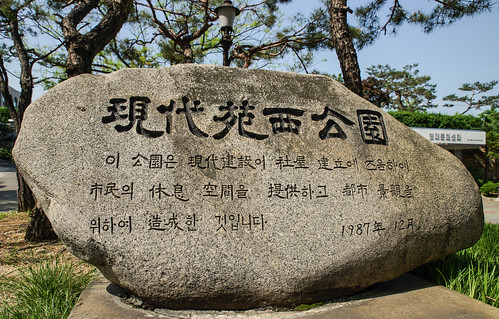 現代苑西公園
이 公園은 現代建設이 社屋 建立에 즈음하여
市民의 休息 空間을 提供하고 都市 景觀을
위하여 造成한 것입니다.
1987年 12月